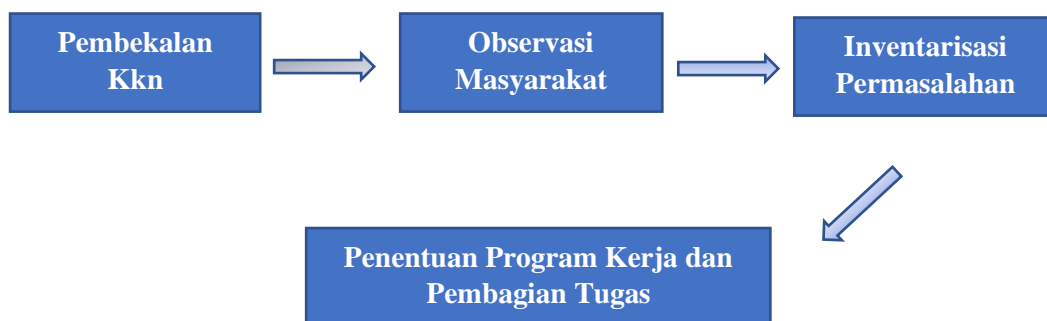 Pembekalan
Kkn
Observasi
Masyarakat
Inventarisasi
Permasalahan
Penentuan Program Kerja dan
Pembagian Tugas